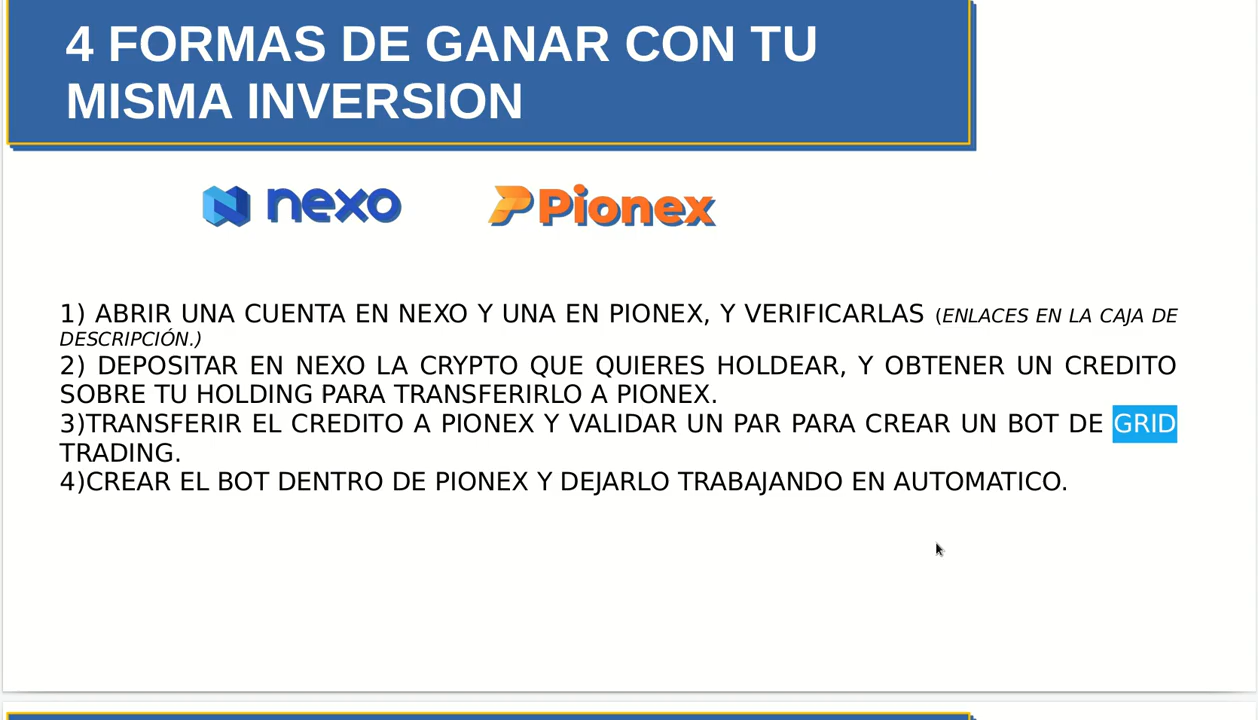 4 FORMAS DE GANAR CON TU
MISMA INVERSION
nexo
Pionex
1) ABRIR UNA CUENTA EN NEXO Y UNA EN PIONEX, Y VERIFICARLAS (ENLACES EN LA CAJA DE
DESCRIPCIÓN.)
2) DEPOSITAR EN NEXO LA CRYPTO QUE QUIERES HOLDEAR, Y OBTENER UN CREDITO
SOBRE TU HOLDING PARA TRANSFERIRLO A PIONEX.
3)TRANSFERIR EL CREDITO A PIONEX Y VALIDAR UN PAR PARA CREAR UN BOT DE GRID
TRADING.
4)CREAR EL BOT DENTRO DE PIONEX Y DEJARLO TRABAJANDO EN AUTOMATICO.